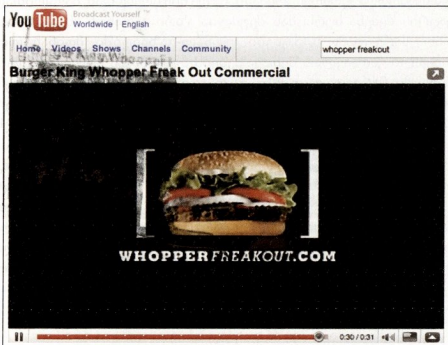 You Tube
Broadcast Yourself ™
Worldwide | English
Home Videos Shows Channels Community
whopper freakout
Burger King Whopper Freak Out Commercial
[ ]
WHOPPERFREAKOUT.COM
0:30 / 0:31